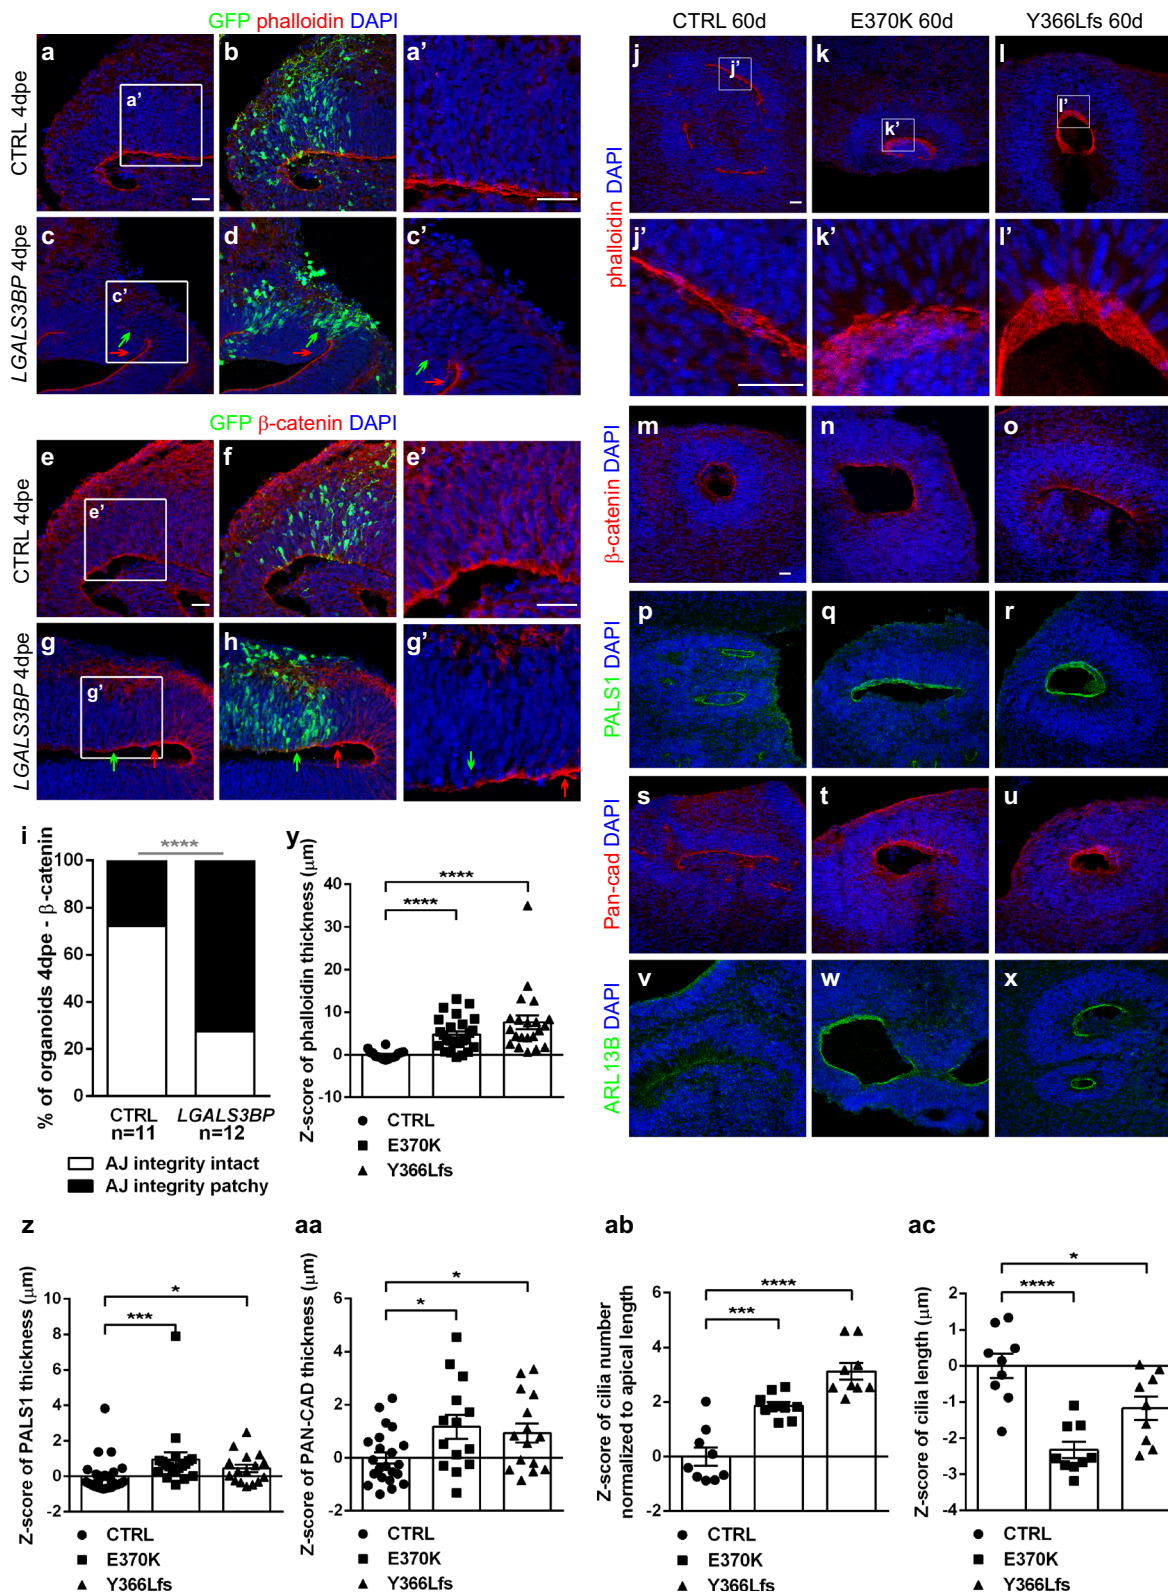 GFP phalloidin DAPI
CTRL 60d
E370K 60d
Y366Lfs 60d
CTRL 4dpe
a
a'
b
a'
LGALS3BP 4dpe
c
c'
d
c'
GFP β-catenin DAPI
CTRL 4dpe
e
e'
f
e'
LGALS3BP 4dpe
g
g'
h
g'
phalloidin DAPI
j
j'
k
k'
l
l'
j'
k'
l'
β-catenin DAPI
m
n
o
PALS1 DAPI
p
q
r
Pan-cad DAPI
s
t
u
ARL13B DAPI
v
w
x
i
% of organoids 4dpe - β-catenin
100
80
60
40
20
0
****
CTRL
n=11
LGALS3BP
n=12
AJ integrity intact
AJ integrity patchy
y
Z-score of phalloidin thickness (μm)
40
30
20
10
0
-10
****
****
CTRL
E370K
Y366Lfs
z
Z-score of PALS1 thickness (μm)
10
8
6
4
2
0
-2
*
***
CTRL
E370K
Y366Lfs
aa
Z-score of PAN-CAD thickness (μm)
6
4
2
0
-2
*
*
CTRL
E370K
Y366Lfs
ab
Z-score of cilia number
normalized to apical length
6
4
2
0
-2
****
***
CTRL
E370K
Y366Lfs
ac
Z-score of cilia length (μm)
2
1
0
-1
-2
-3
-4
*
****
CTRL
E370K
Y366Lfs